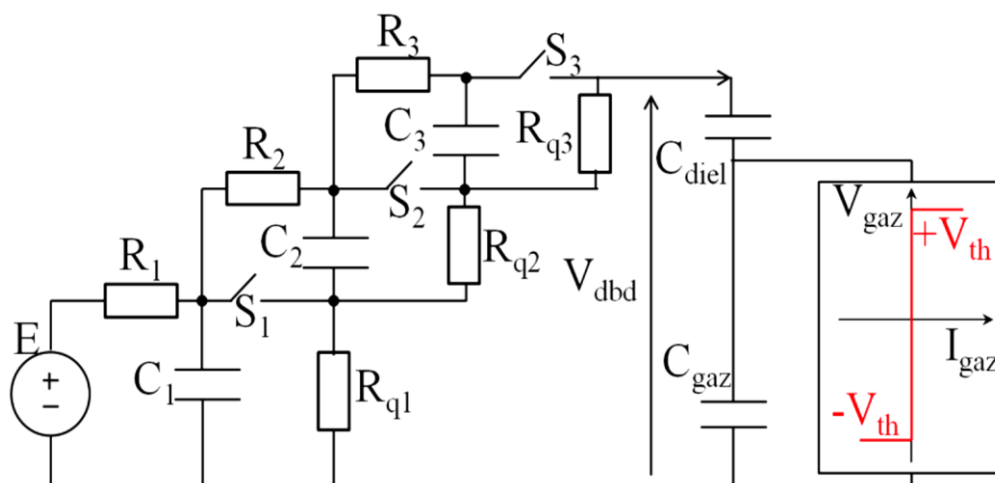 R3
S3
C3
Rq3
R2
S2
Cdiel
Vgaz
+Vth
C2
Rq2
R1
Vdbd
S1
E
+
−
C1
Rq1
Cgaz
Igaz
-Vth